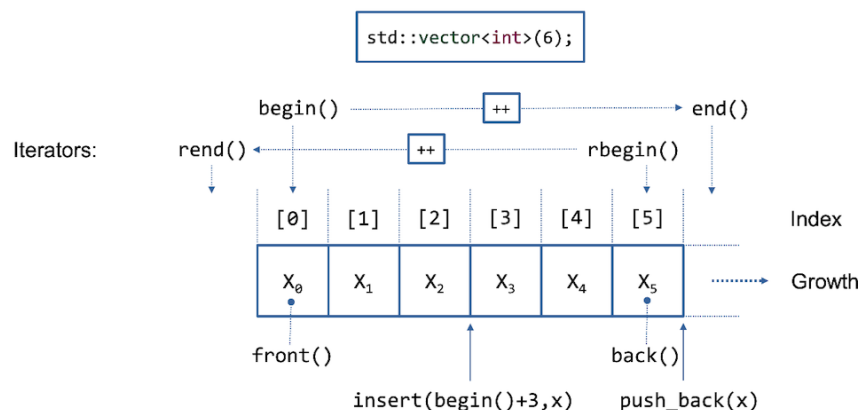 std::vector<int>(6);
begin() ++ end()
Iterators: rend() ++ rbegin()
[0] [1] [2] [3] [4] [5] Index
X₀ X₁ X₂ X₃ X₄ X₅ Growth
front() back()
insert(begin()+3,x) push_back(x)